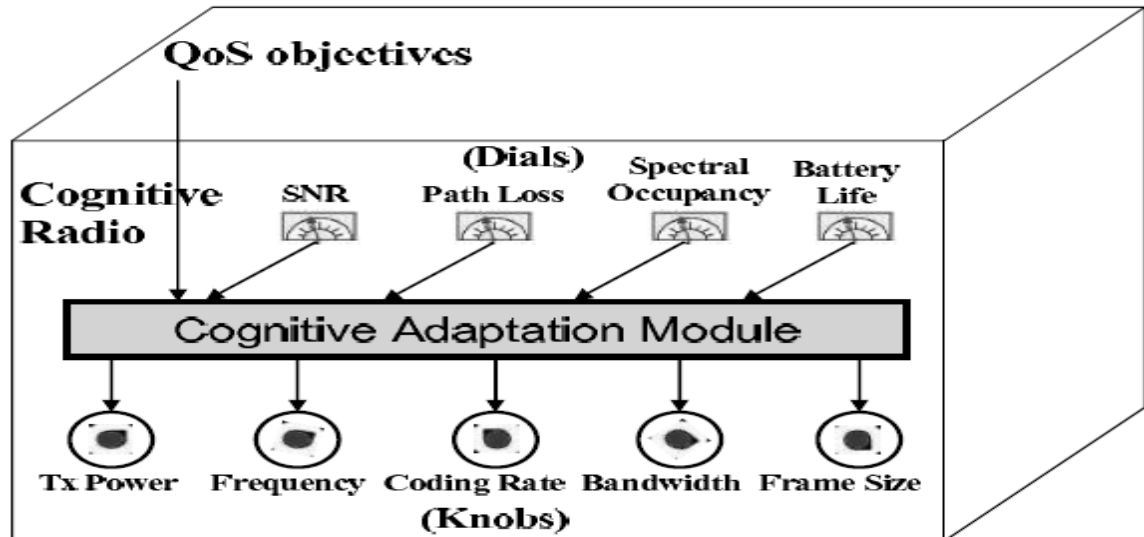 QoS objectives
(Dials)
Cognitive
Radio
SNR
Path Loss
Spectral
Occupancy
Battery
Life
Cognitive Adaptation Module
Tx Power
Frequency
Coding Rate
Bandwidth
Frame Size
(Knobs)